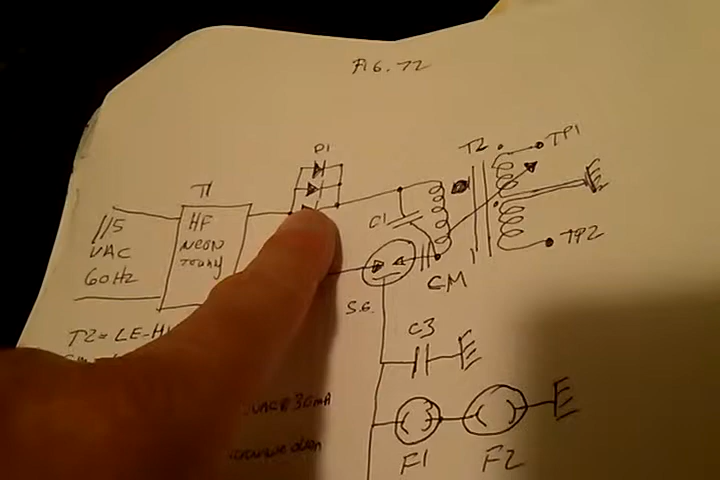 FIG. 72
D1
T2
TP1
T1
115
VAC
60HZ
HF
NEON
C1
TP2
S.G.
CM
T2= LE-H
C3
VAC@ 30mA
F1
F2